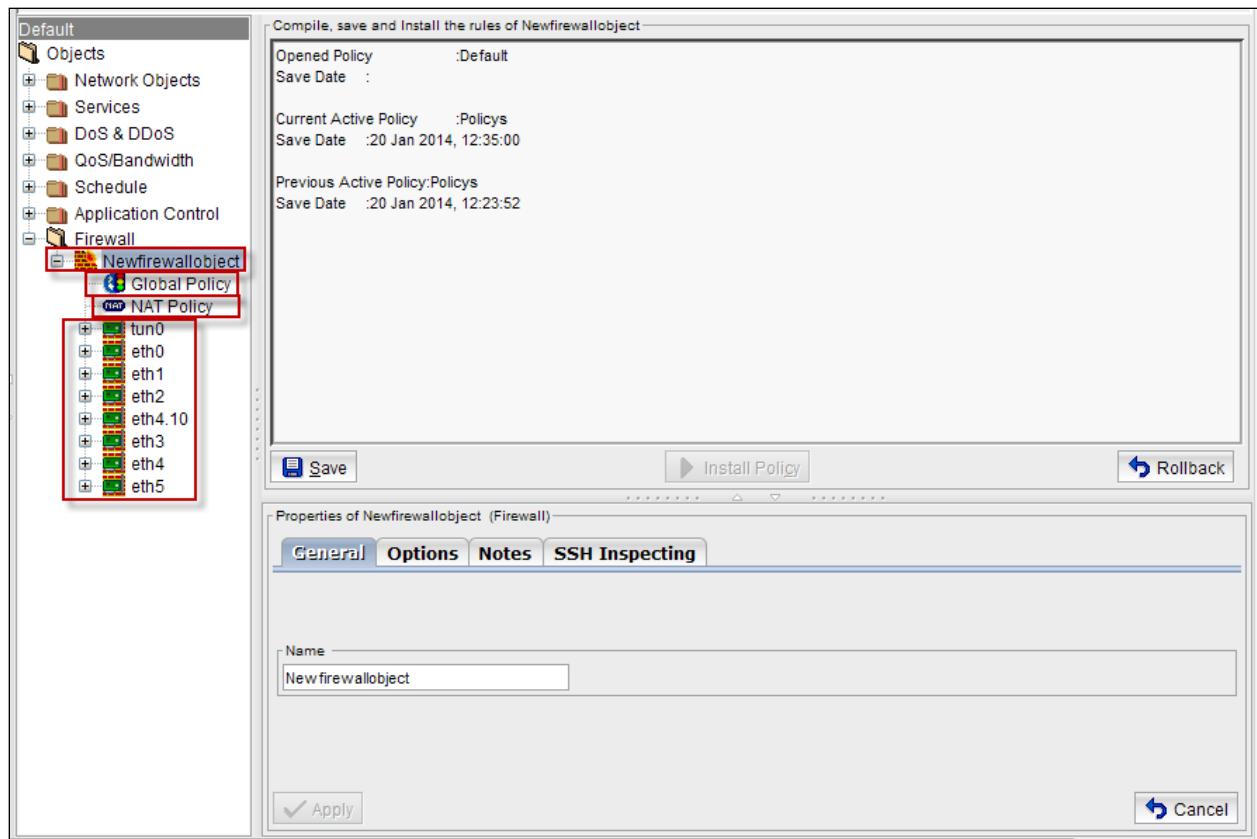 Default
Objects
Network Objects
Services
DoS & DDoS
QoS/Bandwidth
Schedule
Application Control
Firewall
Newfirewallobject
Global Policy
NAT NAT Policy
tun0
eth0
eth1
eth2
eth4.10
eth3
eth4
eth5
Compile, save and Install the rules of Newfirewallobject
Opened Policy :Default
Save Date :
Current Active Policy :Policys
Save Date :20 Jan 2014, 12:35:00
Previous Active Policy:Policys
Save Date :20 Jan 2014, 12:23:52
Save
Install Policy
Rollback
Properties of Newfirewallobject (Firewall)
General Options Notes SSH Inspecting
Name
Newfirewallobject
Apply
Cancel